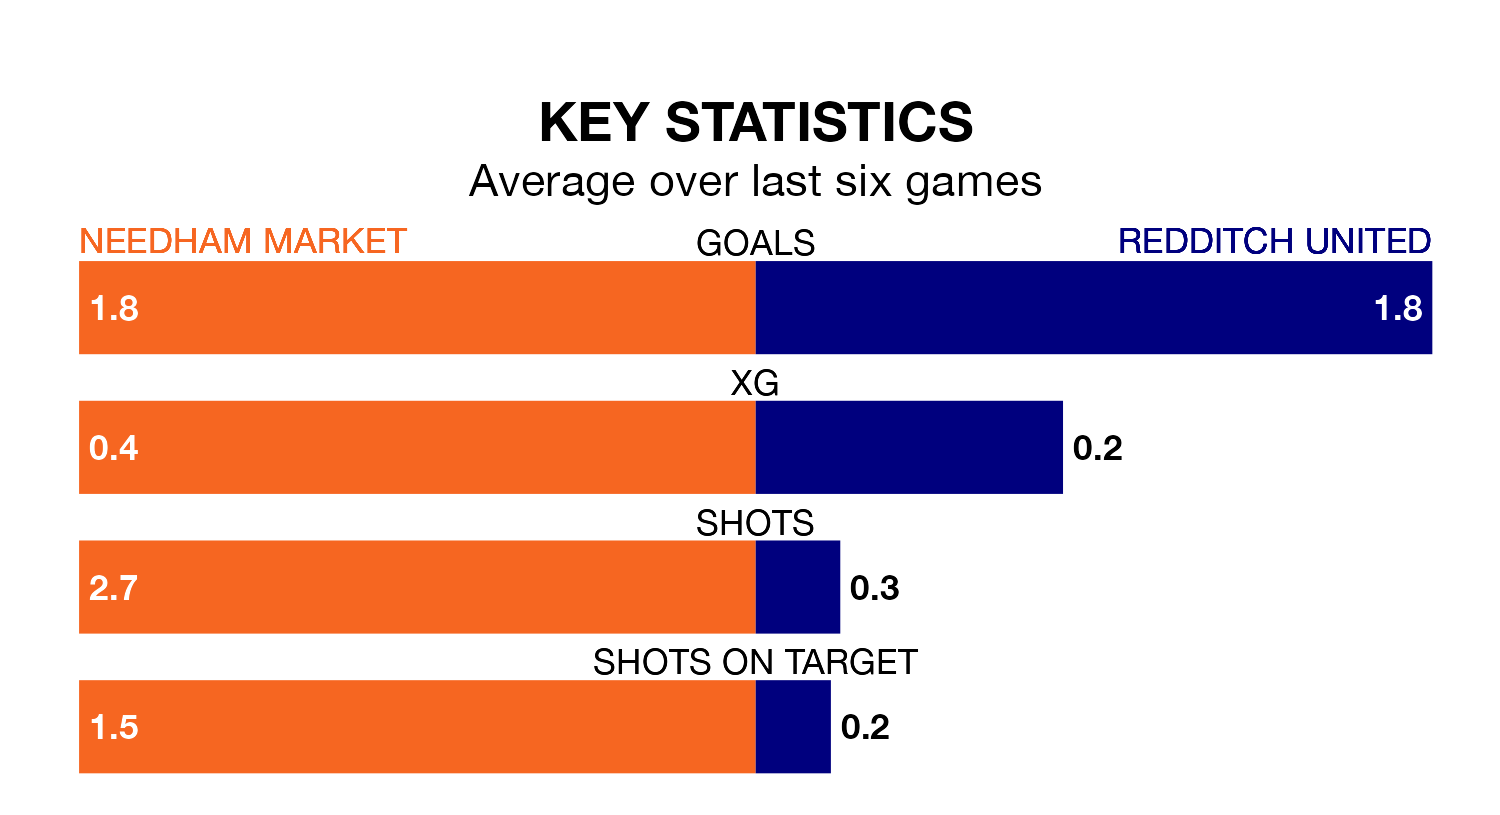 KEY STATISTICS
Average over last six games
NEEDHAM MARKET GOALS REDDITCH UNITED
1.8 1.8
XG
0.4 0.2
SHOTS
2.7 0.3
SHOTS ON TARGET
1.5 0.2